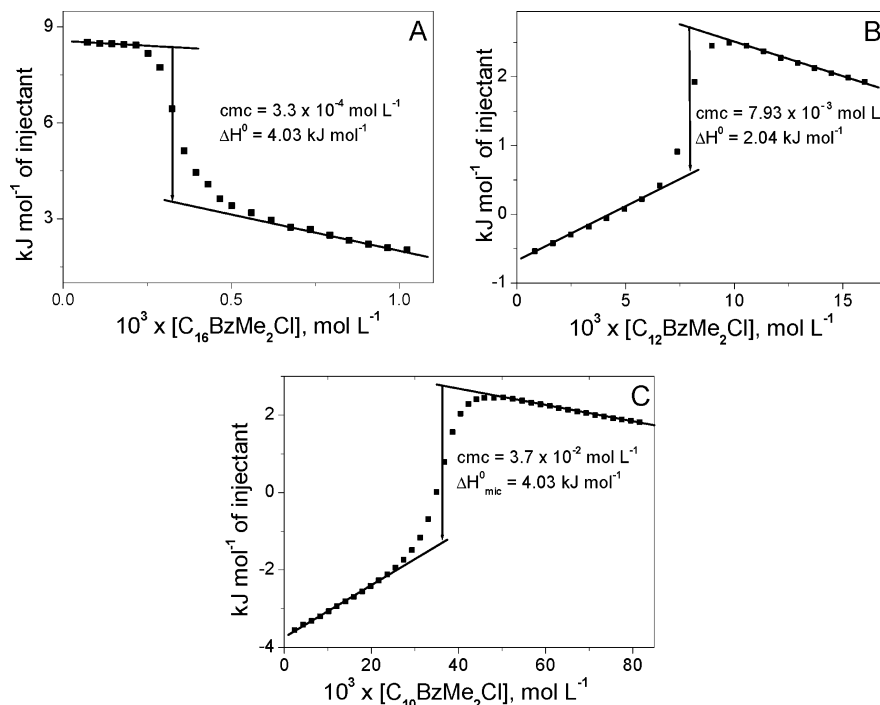 A
9
6
3
kJ mol⁻¹ of injectant
cmc = 3.3 x 10⁻⁴ mol L⁻¹
ΔH⁰ = 4.03 kJ mol⁻¹
0.0 0.5 1.0
10³ x [C₁₆BzMe₂Cl], mol L⁻¹
B
2
1
0
-1
kJ mol⁻¹ of injectant
cmc = 7.93 x 10⁻³ mol L
ΔH⁰ = 2.04 kJ mol⁻¹
0 5 10 15
10³ x [C₁₂BzMe₂Cl], mol L⁻¹
C
2
0
-2
-4
kJ mol⁻¹ of injectant
cmc = 3.7 x 10⁻² mol L⁻¹
ΔH⁰mic = 4.03 kJ mol⁻¹
0 20 40 60 80
10³ x [C₁₀BzMe₂Cl], mol L⁻¹